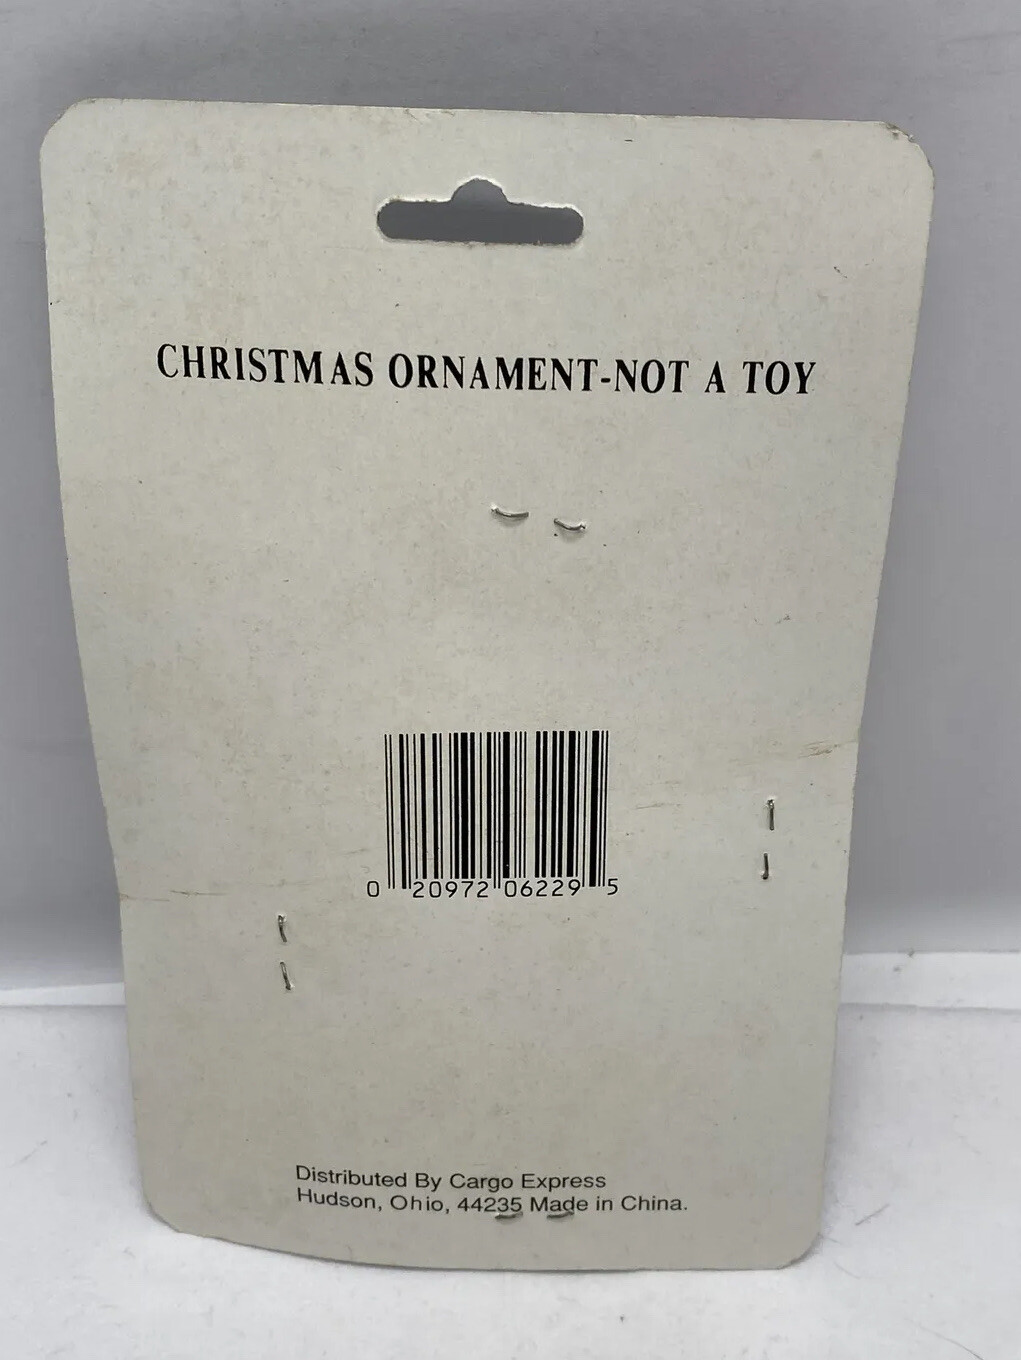 CHRISTMAS ORNAMENT-NOT A TOY
0 20972 06229 5
Distributed By Cargo Express
Hudson, Ohio, 44235 Made in China.